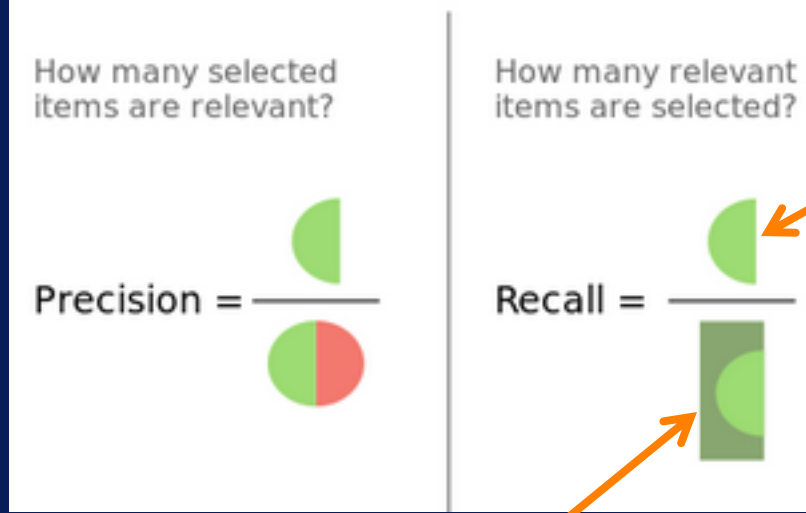 How many selected
items are relevant?
Precision =
How many relevant
items are selected?
Recall =